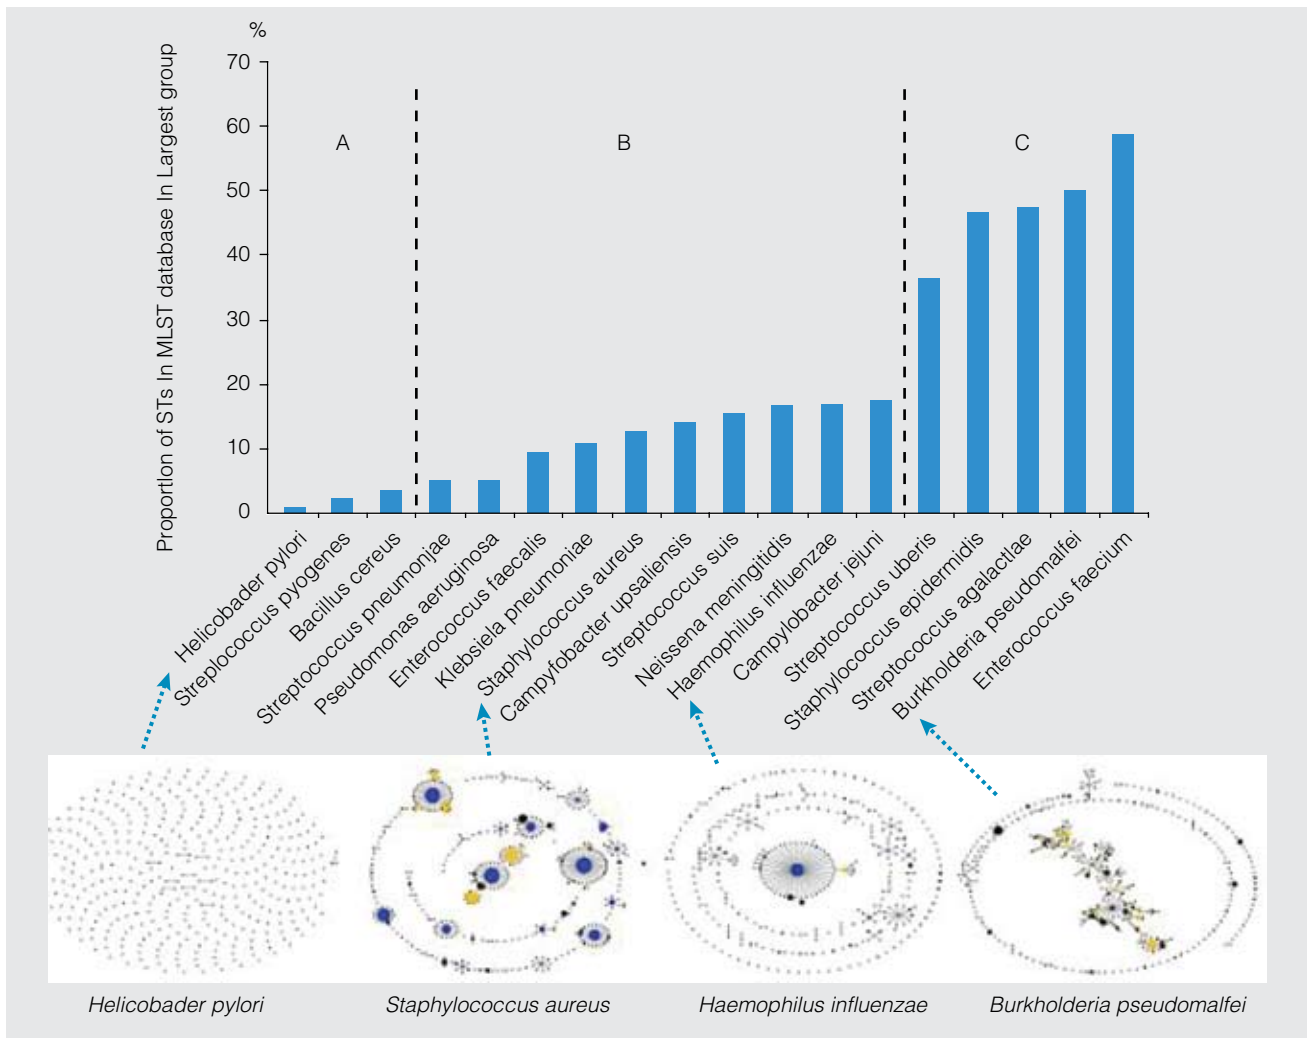 %
Proportion of STs In MLST database In Largest group
70
60
50
40
30
20
10
0
A
B
C
Helicobader pylori
Streplococcus pyogenes
Bacillus cereus
Streptococcus pneumonjae
Pseudomonas aeruginosa
Enterococcus faecalis
Klebsiela pneumoniae
Staphylococcus aureus
Campyfobacter upsaliensis
Streptococcus suis
Neissena meningitidis
Haemophilus influenzae
Campylobacter jejuni
Streptococcus uberis
Staphylococcus epidermidis
Streptococcus agalactlae
Burkholderia pseudomalfei
Enterococcus faecium
Helicobader pylori
Staphylococcus aureus
Haemophilus influenzae
Burkholderia pseudomalfei